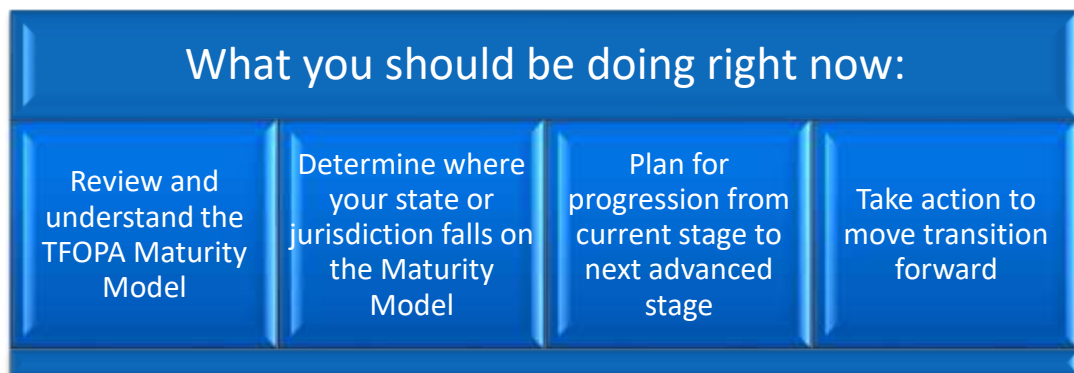 What you should be doing right now:
Review and
understand the
TFOPA Maturity
Model
Determine where
your state or
jurisdiction falls on
the Maturity
Model
Plan for
progression from
current stage to
next advanced
stage
Take action to
move transition
forward